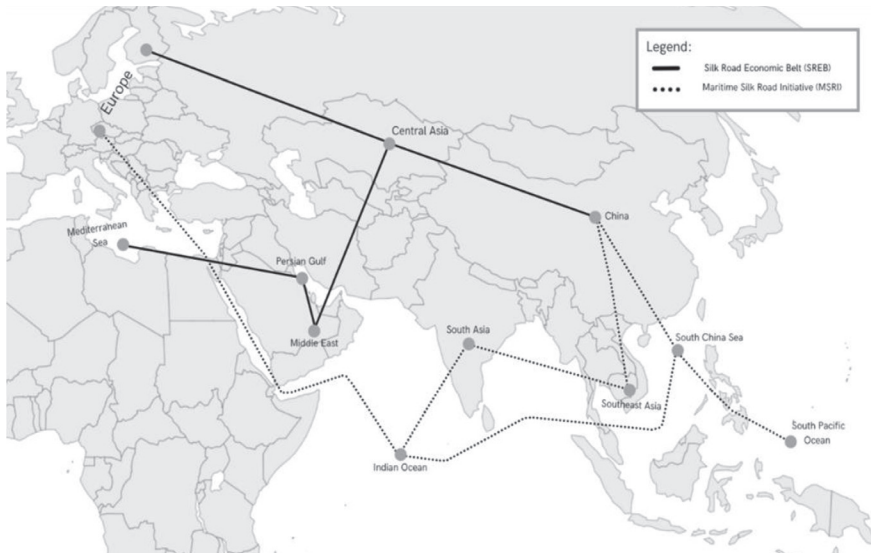 Legend:
Silk Road Economic Belt (SREB)
Maritime Silk Road Initiative (MSRI)
Europe
Central Asia
China
Mediterranean
Sea
Persian Gulf
Middle East
South Asia
South China Sea
Southeast Asia
South Pacific
Ocean
Indian Ocean